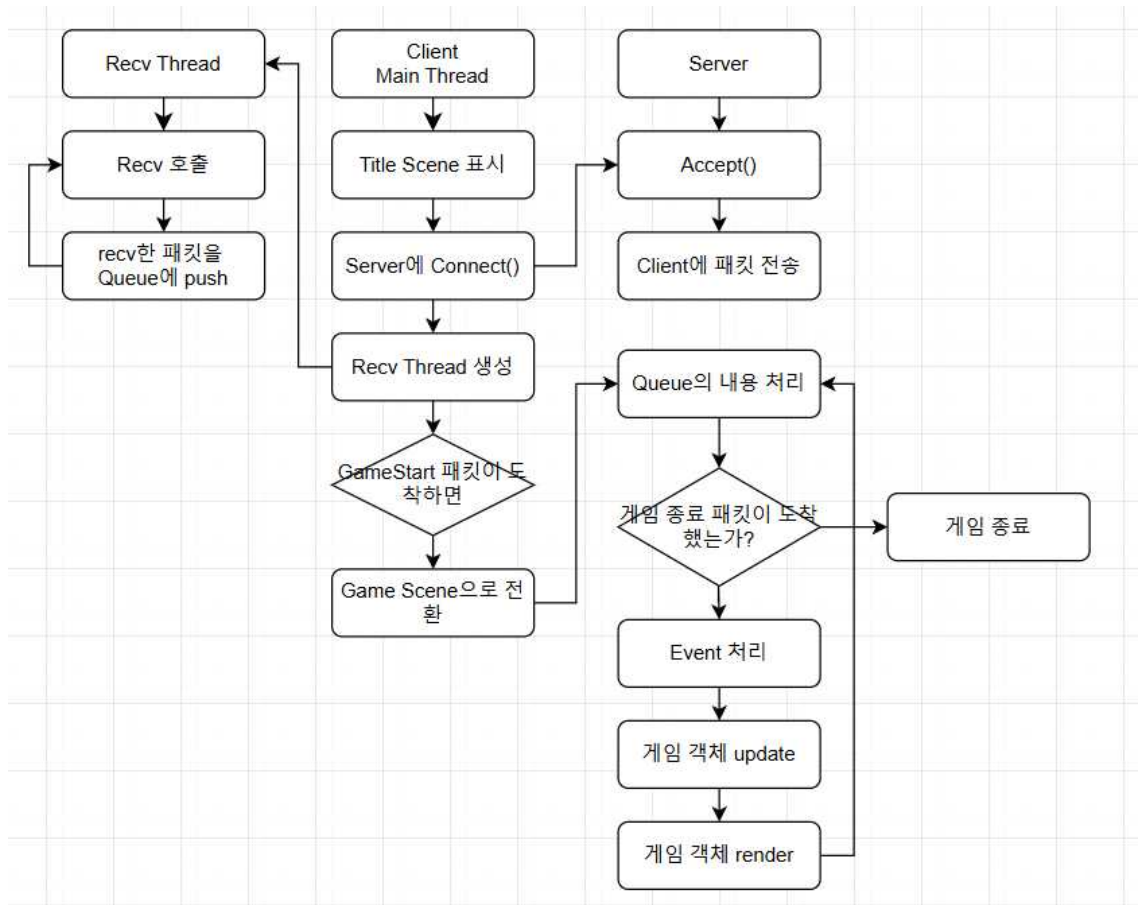 Recv Thread
Client
Main Thread
Server
Recv 호출
Title Scene 표시
Accept()
recv한 패킷을
Queue에 push
Server에 Connect()
Client에 패킷 전송
Recv Thread 생성
Queue의 내용 처리
GameStart 패킷이 도
착하면
게임 종료 패킷이 도착
했는가?
게임 종료
Game Scene으로 전
환
Event 처리
게임 객체 update
게임 객체 render